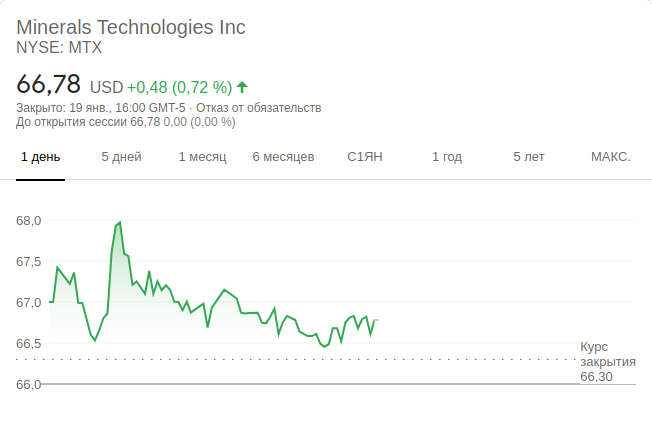 Minerals Technologies Inc
NYSE: MTX
66,78 USD +0,48 (0,72 %)
Закрыто: 19 янв., 16:00 GMT-5 · Отказ от обязательств
До открытия сессии 66,78 0,00 (0,00 %)
1 день 5 дней 1 месяц 6 месяцев С1ЯН 1 год 5 лет МАКС.
68,0
67,5
67,0
66,5
66,0
Курс
закрытия
66,30